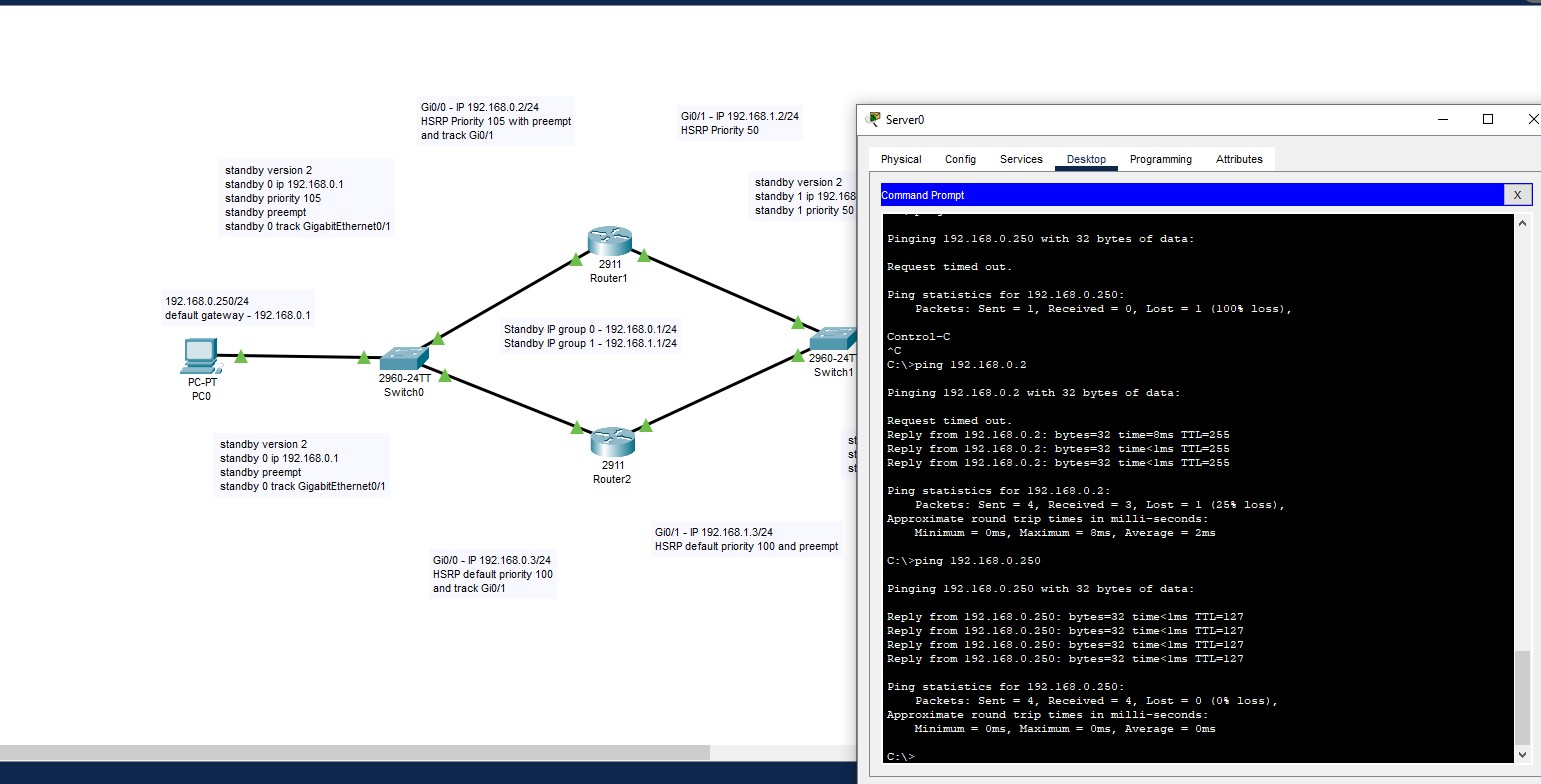 Gi0/0 - IP 192.168.0.2/24
HSRP Priority 105 with preempt
and track Gi0/1
Gi0/1 - IP 192.168.1.2/24
HSRP Priority 50
standby version 2
standby 0 ip 192.168.0.1
standby priority 105
standby preempt
standby 0 track GigabitEthernet0/1
standby version 2
standby 1 ip 192.168
standby 1 priority 50
2911
Router1
192.168.0.250/24
default gateway - 192.168.0.1
Standby IP group 0 - 192.168.0.1/24
Standby IP group 1 - 192.168.1.1/24
PC-PT
PC0
2960-24TT
Switch0
2960-24TT
Switch1
standby version 2
standby 0 ip 192.168.0.1
standby preempt
standby 0 track GigabitEthernet0/1
2911
Router2
st
st
st
Gi0/1 - IP 192.168.1.3/24
HSRP default priority 100 and preempt
Gi0/0 - IP 192.168.0.3/24
HSRP default priority 100
and track Gi0/1
Server0
Physical Config Services Desktop Programming Attributes
Command Prompt
X
Pinging 192.168.0.250 with 32 bytes of data:
Request timed out.
Ping statistics for 192.168.0.250:
Packets: Sent = 1, Received = 0, Lost = 1 (100% loss),
Control-C
^C
C:\>ping 192.168.0.2
Pinging 192.168.0.2 with 32 bytes of data:
Request timed out.
Reply from 192.168.0.2: bytes=32 time=8ms TTL=255
Reply from 192.168.0.2: bytes=32 time<1ms TTL=255
Reply from 192.168.0.2: bytes=32 time<1ms TTL=255
Ping statistics for 192.168.0.2:
Packets: Sent = 4, Received = 3, Lost = 1 (25% loss),
Approximate round trip times in milli-seconds:
Minimum = 0ms, Maximum = 8ms, Average = 2ms
C:\>ping 192.168.0.250
Pinging 192.168.0.250 with 32 bytes of data:
Reply from 192.168.0.250: bytes=32 time<1ms TTL=127
Reply from 192.168.0.250: bytes=32 time<1ms TTL=127
Reply from 192.168.0.250: bytes=32 time<1ms TTL=127
Reply from 192.168.0.250: bytes=32 time<1ms TTL=127
Ping statistics for 192.168.0.250:
Packets: Sent = 4, Received = 4, Lost = 0 (0% loss),
Approximate round trip times in milli-seconds:
Minimum = 0ms, Maximum = 0ms, Average = 0ms
C:\>